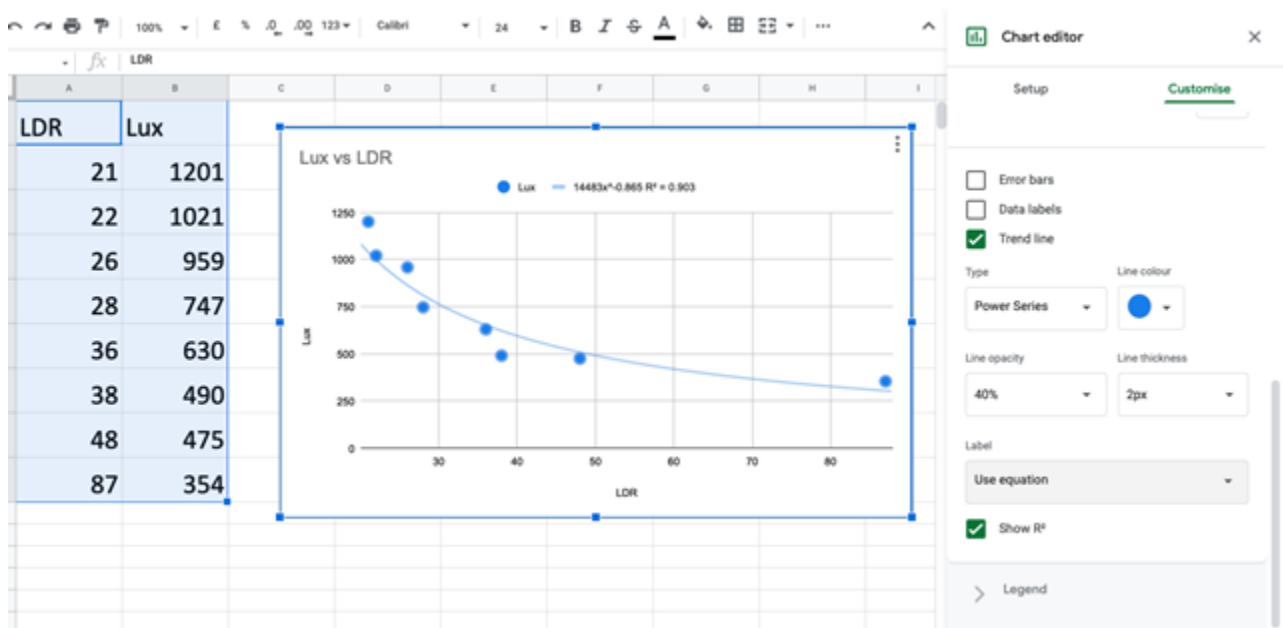 100% £ % .0 .00 123 Calibri 24 B I S A ...
fx LDR
A B C D E F G H I
LDR Lux
21 1201
22 1021
26 959
28 747
36 630
38 490
48 475
87 354
Lux vs LDR
Lux 14483x^-0.865 R² = 0.903
1250
1000
750
500
250
0
Lux
30 40 50 60 70 80
LDR
Chart editor
Setup Customise
Error bars
Data labels
Trend line
Type Line colour
Power Series
Line opacity Line thickness
40% 2px
Label
Use equation
Show R²
Legend